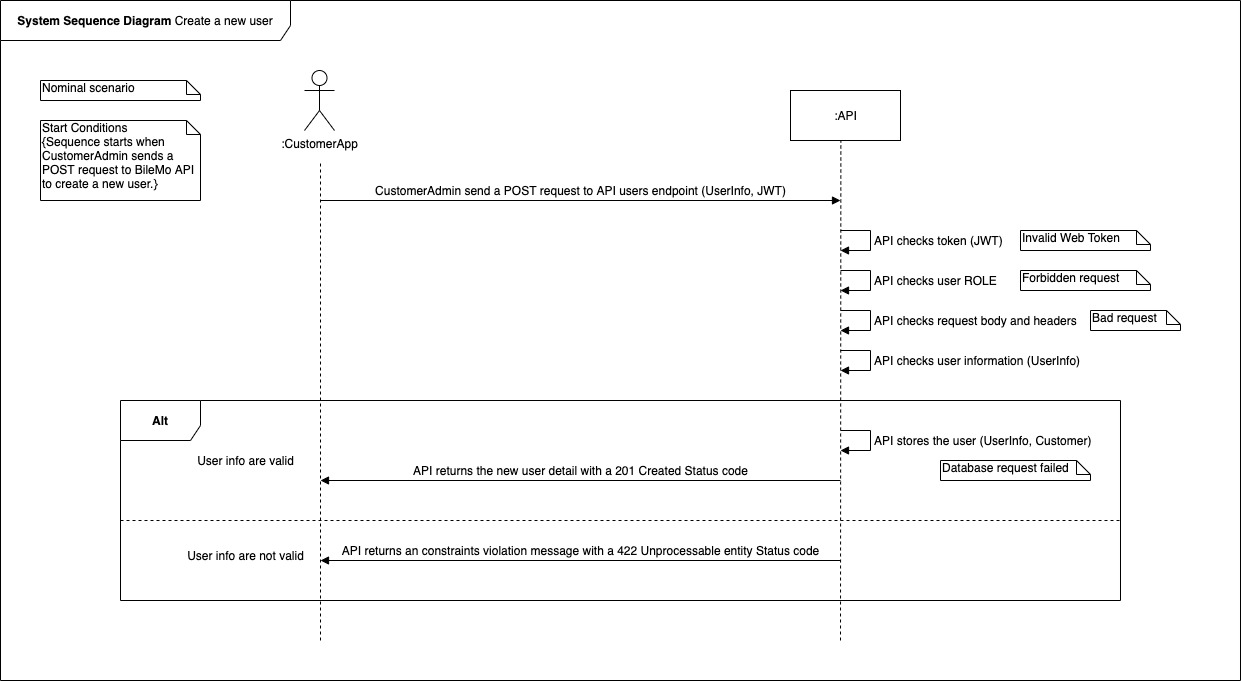 System Sequence Diagram Create a new user
Nominal scenario
Start Conditions
{Sequence starts when
CustomerAdmin sends a
POST request to BileMo API
to create a new user.}
:CustomerApp
:API
CustomerAdmin send a POST request to API users endpoint (UserInfo, JWT)
API checks token (JWT)
Invalid Web Token
API checks user ROLE
Forbidden request
API checks request body and headers
Bad request
API checks user information (UserInfo)
Alt
API stores the user (UserInfo, Customer)
User info are valid
API returns the new user detail with a 201 Created Status code
Database request failed
User info are not valid
API returns an constraints violation message with a 422 Unprocessable entity Status code